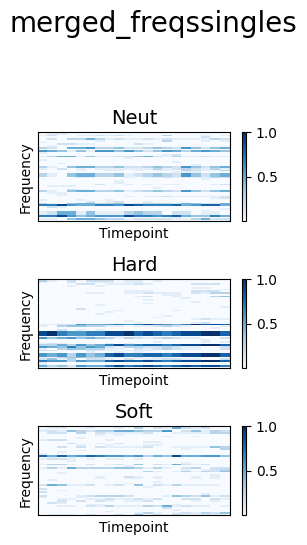 merged_freqssingles
Neut
Frequency
1.0
0.5
Timepoint
Hard
Frequency
1.0
0.5
Timepoint
Soft
Frequency
1.0
0.5
Timepoint